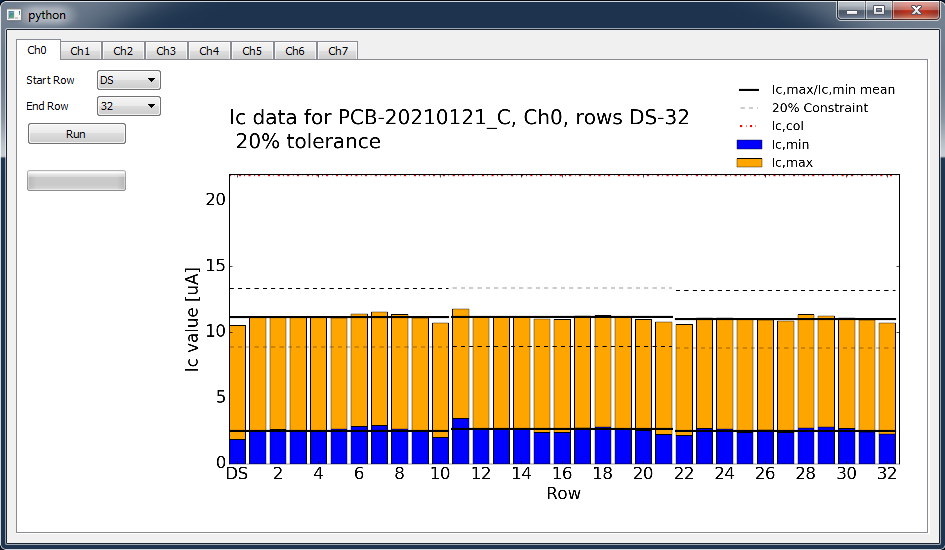 python
Ch0 Ch1 Ch2 Ch3 Ch4 Ch5 Ch6 Ch7
Start Row DS
End Row 32
Run
Ic data for PCB-20210121_C, Ch0, rows DS-32
20% tolerance
Ic,max/Ic,min mean
20% Constraint
Ic,col
Ic,min
Ic,max
Ic value [uA]
20
15
10
5
0
DS 2 4 6 8 10 12 14 16 18 20 22 24 26 28 30 32
Row